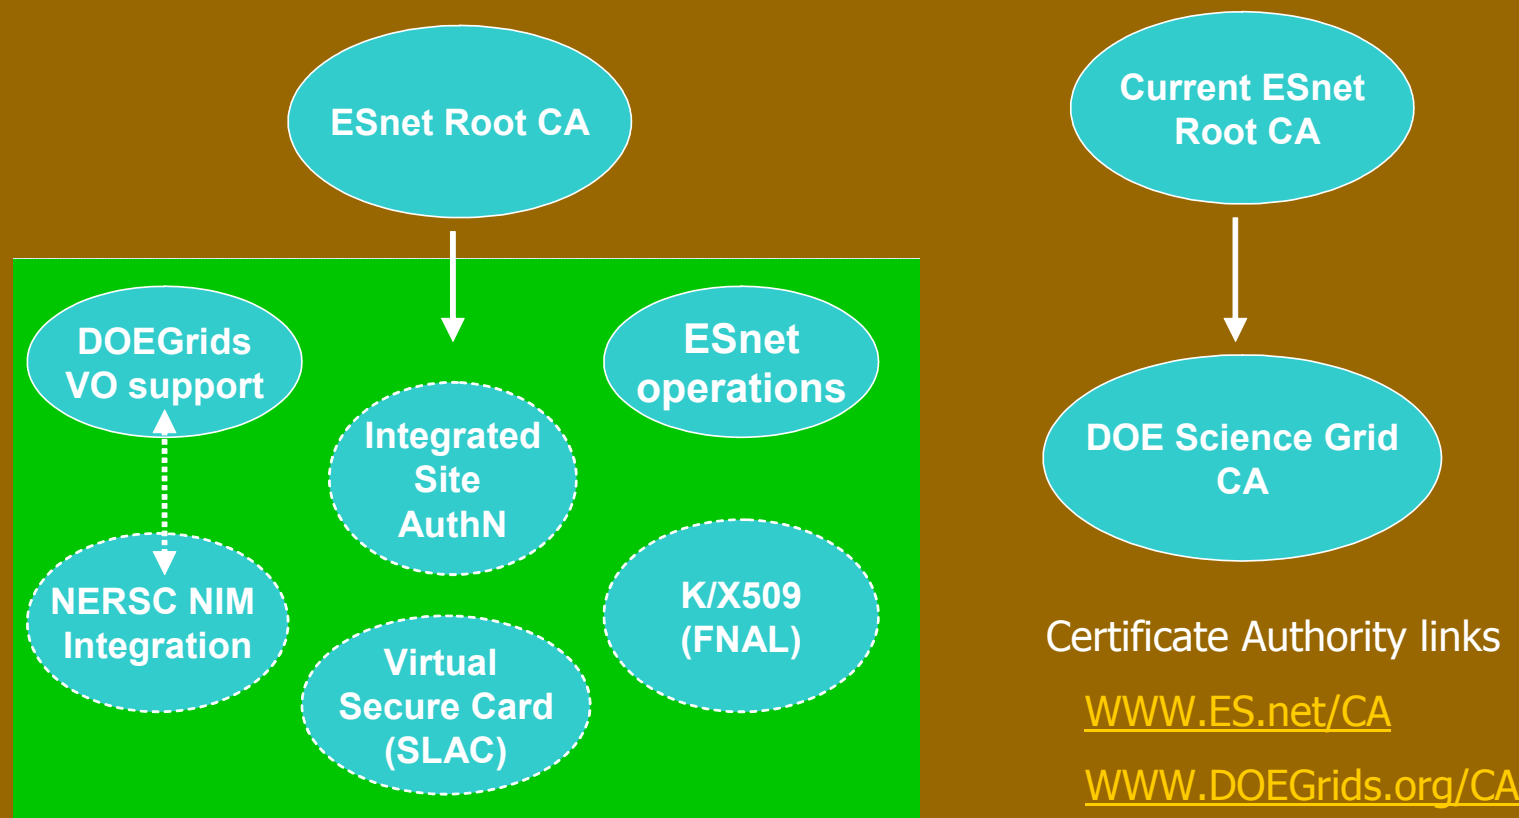 ESnet Root CA
Current ESnet
Root CA
DOEGrids
VO support
ESnet
operations
Integrated
Site
AuthN
NERSC NIM
Integration
K/X509
(FNAL)
Virtual
Secure Card
(SLAC)
DOE Science Grid
CA
Certificate Authority links
WWW.ES.net/CA
WWW.DOEGrids.org/CA